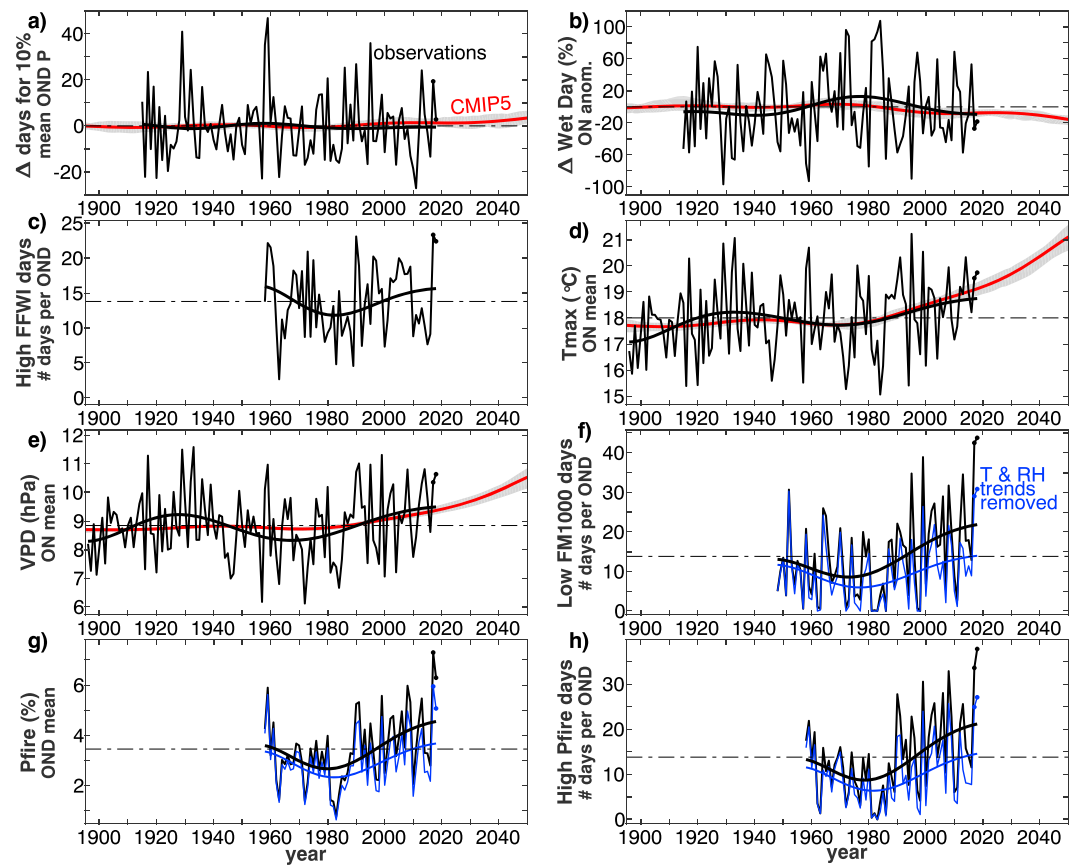 a)
Δ days for 10%
mean OND P
40
20
0
-20
observations
CMIP5
1900 1920 1940 1960 1980 2000 2020 2040
b)
Δ Wet Day (%)
ON anom.
100
60
20
-20
-60
-100
1900 1920 1940 1960 1980 2000 2020 2040
c)
High FFWI days
# days per OND
25
20
15
10
5
0
1900 1920 1940 1960 1980 2000 2020 2040
d)
Tmax (°C)
ON mean
21
20
19
18
17
16
15
1900 1920 1940 1960 1980 2000 2020 2040
e)
VPD (hPa)
ON mean
12
11
10
9
8
7
6
1900 1920 1940 1960 1980 2000 2020 2040
f)
Low FM1000 days
# days per OND
40
30
20
10
0
T & RH
trends
removed
1900 1920 1940 1960 1980 2000 2020 2040
g)
Pfire (%)
OND mean
6
4
2
1900 1920 1940 1960 1980 2000 2020 2040
year
h)
High Pfire days
# days per OND
30
20
10
0
1900 1920 1940 1960 1980 2000 2020 2040
year